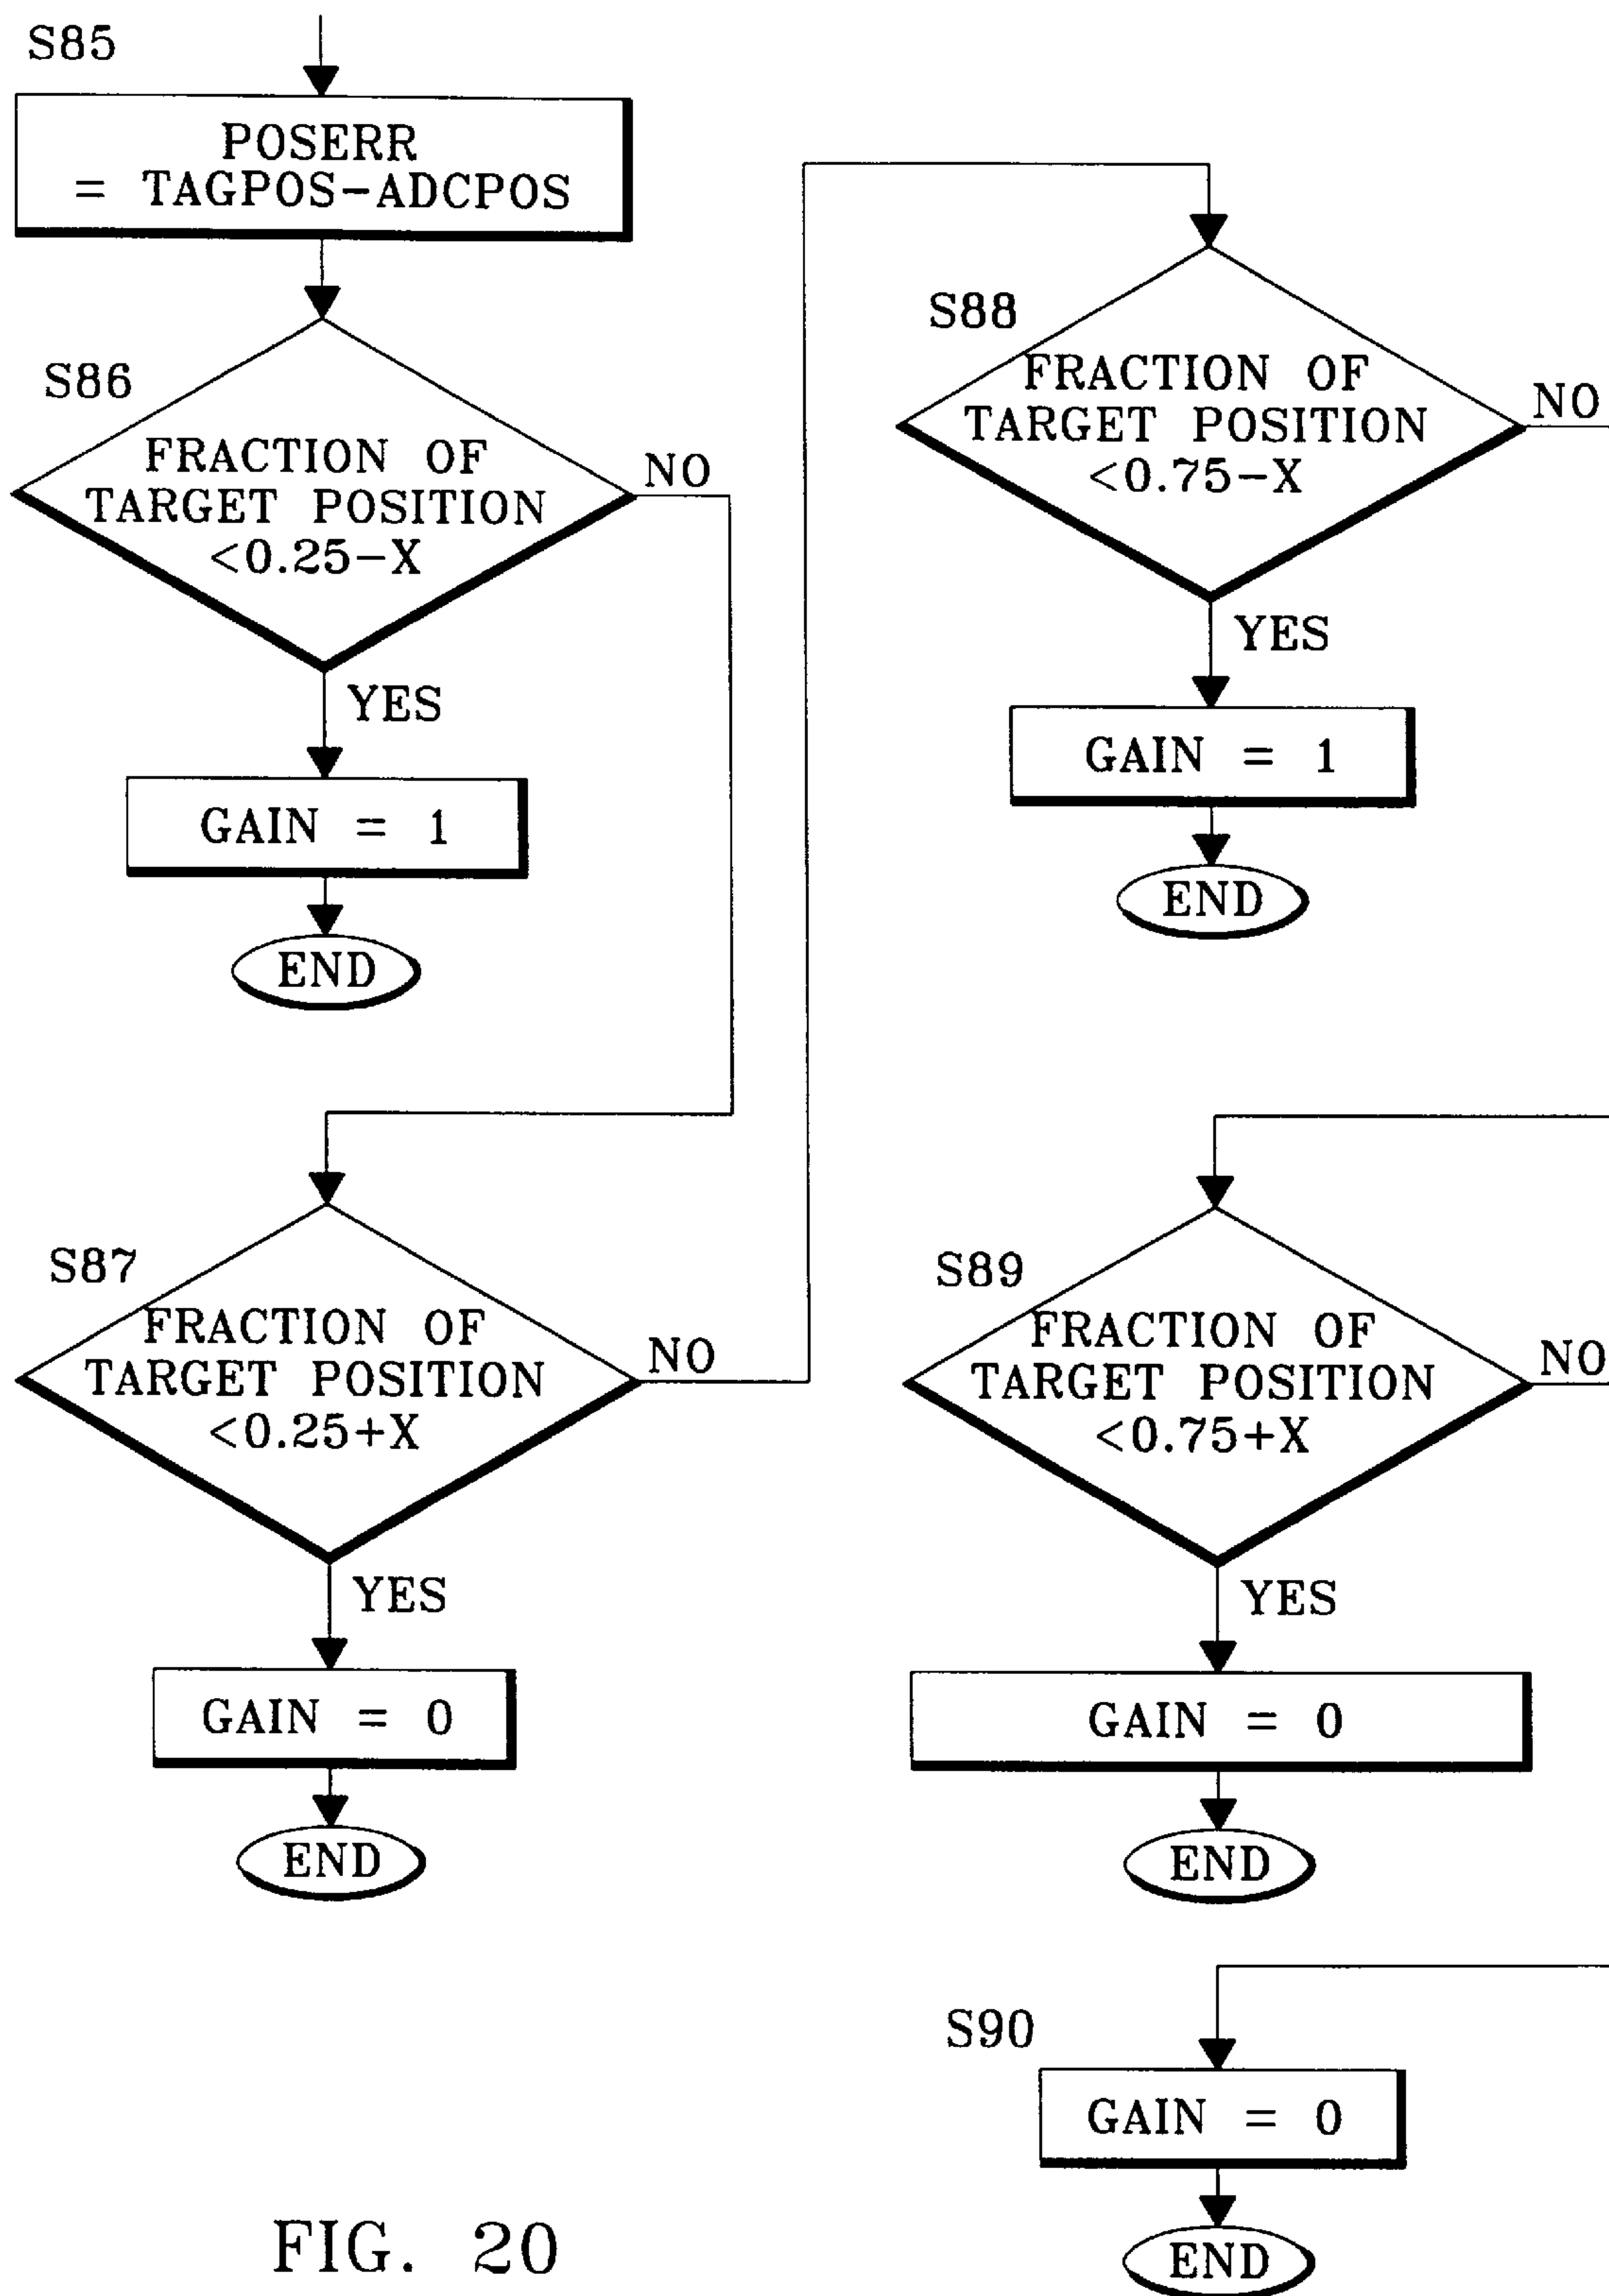 S85
POSERR
= TAGPOS-ADCPOS
S86
FRACTION OF
TARGET POSITION
<0.25-X
NO
YES
GAIN = 1
END
S87
FRACTION OF
TARGET POSITION
<0.25+X
NO
YES
GAIN = 0
END
S88
FRACTION OF
TARGET POSITION
<0.75-X
NO
YES
GAIN = 1
END
S89
FRACTION OF
TARGET POSITION
<0.75+X
NO
YES
GAIN = 0
END
S90
GAIN = 0
END
FIG. 20